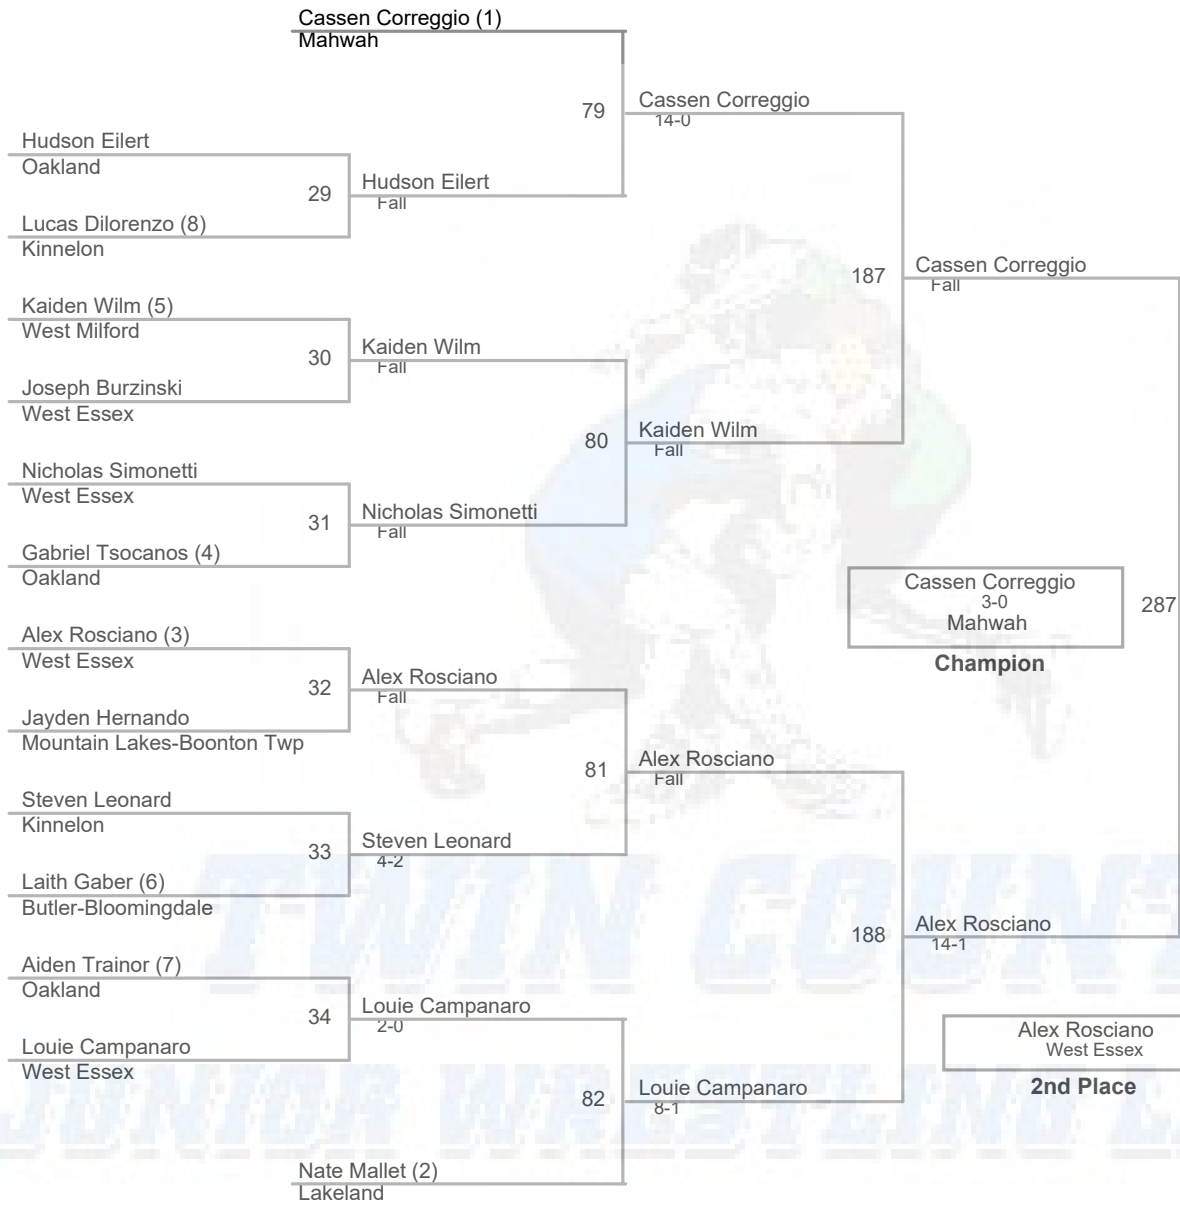 Cassen Correggio (1)
Mahwah
79
Cassen Correggio
14-0
Hudson Eilert
Oakland
29
Hudson Eilert
Fall
Lucas Dilorenzo (8)
Kinnelon
187
Cassen Correggio
Fall
Kaiden Wilm (5)
West Milford
30
Kaiden Wilm
Fall
Joseph Burzinski
West Essex
80
Kaiden Wilm
Fall
Nicholas Simonetti
West Essex
31
Nicholas Simonetti
Fall
Gabriel Tsocanos (4)
Oakland
Cassen Correggio
3-0
Mahwah
Champion
287
Alex Rosciano (3)
West Essex
32
Alex Rosciano
Fall
Jayden Hernando
Mountain Lakes-Boonton Twp
81
Alex Rosciano
Fall
Steven Leonard
Kinnelon
33
Steven Leonard
4-2
Laith Gaber (6)
Butler-Bloomingdale
188
Alex Rosciano
14-1
Aiden Trainor (7)
Oakland
34
Louie Campanaro
2-0
Louie Campanaro
West Essex
Alex Rosciano
West Essex
2nd Place
82
Louie Campanaro
8-1
Nate Mallet (2)
Lakeland
TWIN COUN
JUNIOR WRESTLING